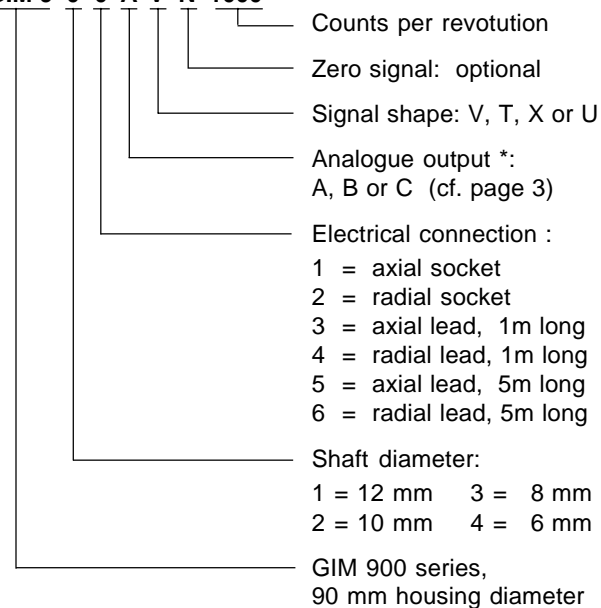 Counts per revotution
Zero signal: optional
Signal shape: V, T, X or U
Analogue output *:
A, B or C (cf. page 3)
Electrical connection :
1 = axial socket
2 = radial socket
3 = axial lead, 1m long
4 = radial lead, 1m long
5 = axial lead, 5m long
6 = radial lead, 5m long
Shaft diameter:
1 = 12 mm 3 = 8 mm
2 = 10 mm 4 = 6 mm
GIM 900 series,
90 mm housing diameter